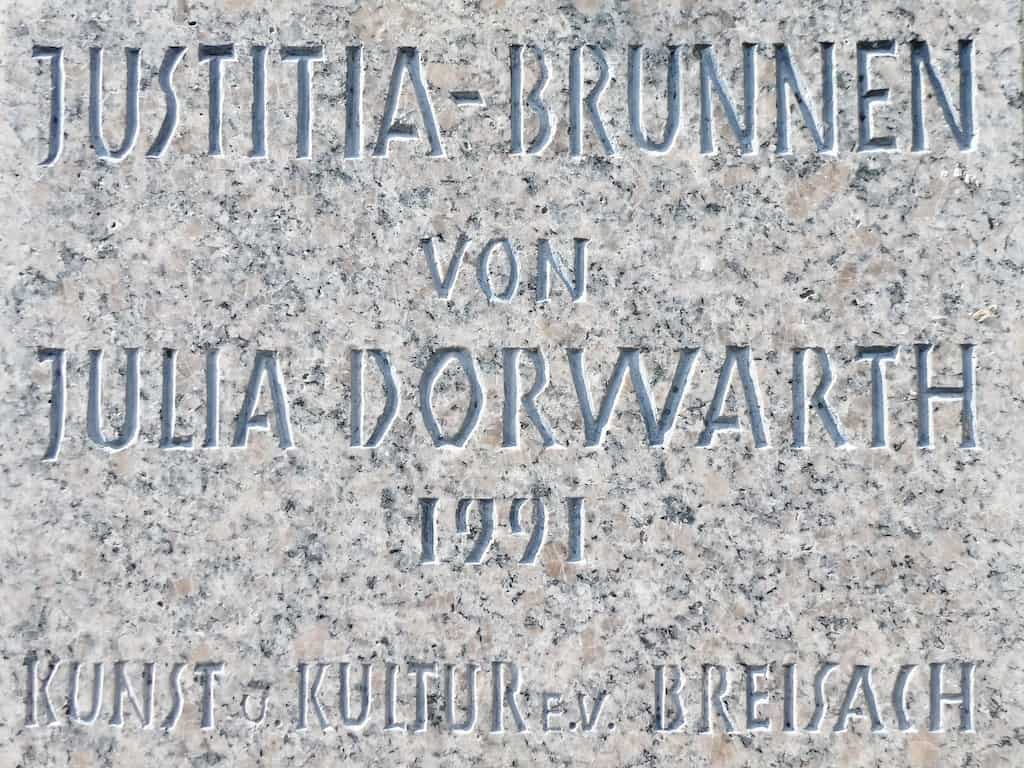 JUSTITIA-BRUNNEN
VON
JULIA DORWARTH
1991
KUNST U. KULTUR E.V. BREISACH